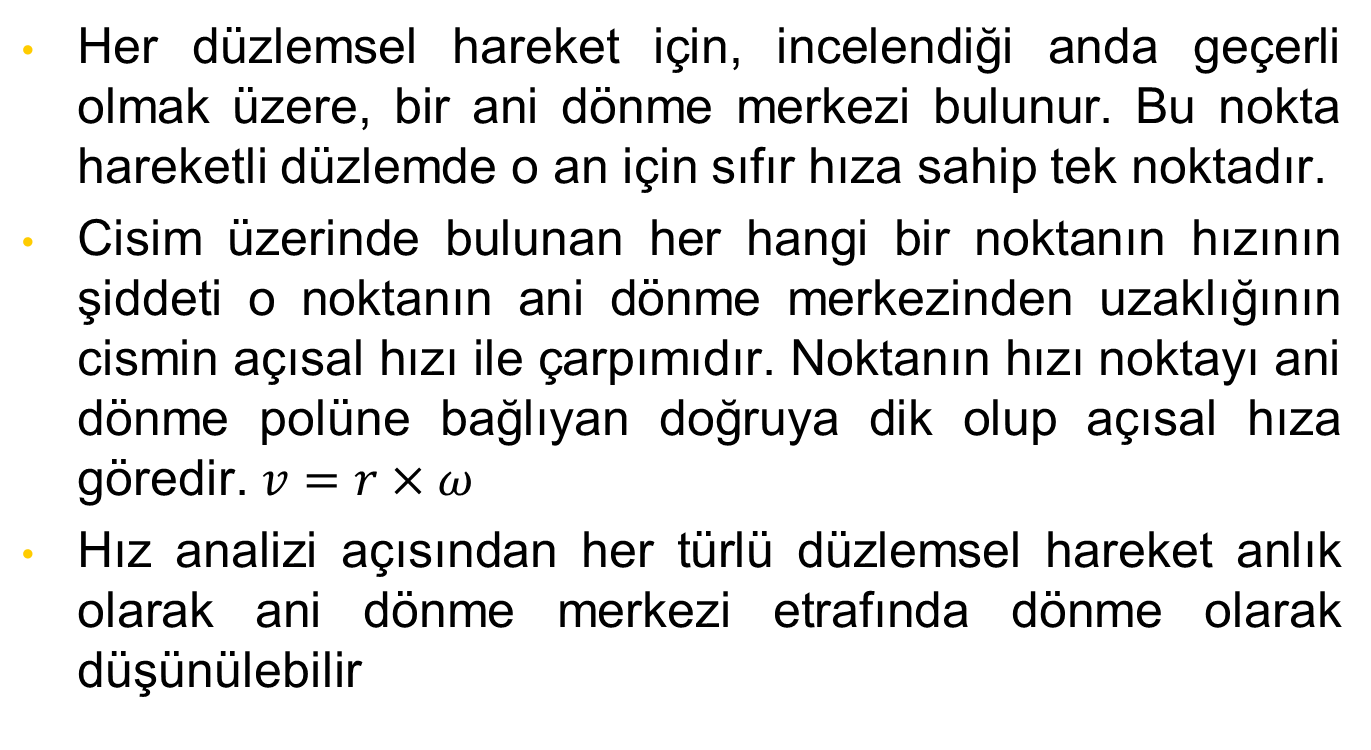 • Her düzlemsel hareket için, incelendiği anda geçerli
olmak üzere, bir ani dönme merkezi bulunur. Bu nokta
hareketli düzlemde o an için sıfır hıza sahip tek noktadır.
• Cisim üzerinde bulunan her hangi bir noktanın hızının
şiddeti o noktanın ani dönme merkezinden uzaklığının
cismin açısal hızı ile çarpımıdır. Noktanın hızı noktayı ani
dönme polüne bağlıyan doğruya dik olup açısal hıza
göredir. 𝑣 = 𝑟 × 𝜔
• Hız analizi açısından her türlü düzlemsel hareket anlık
olarak ani dönme merkezi etrafında dönme olarak
düşünülebilir